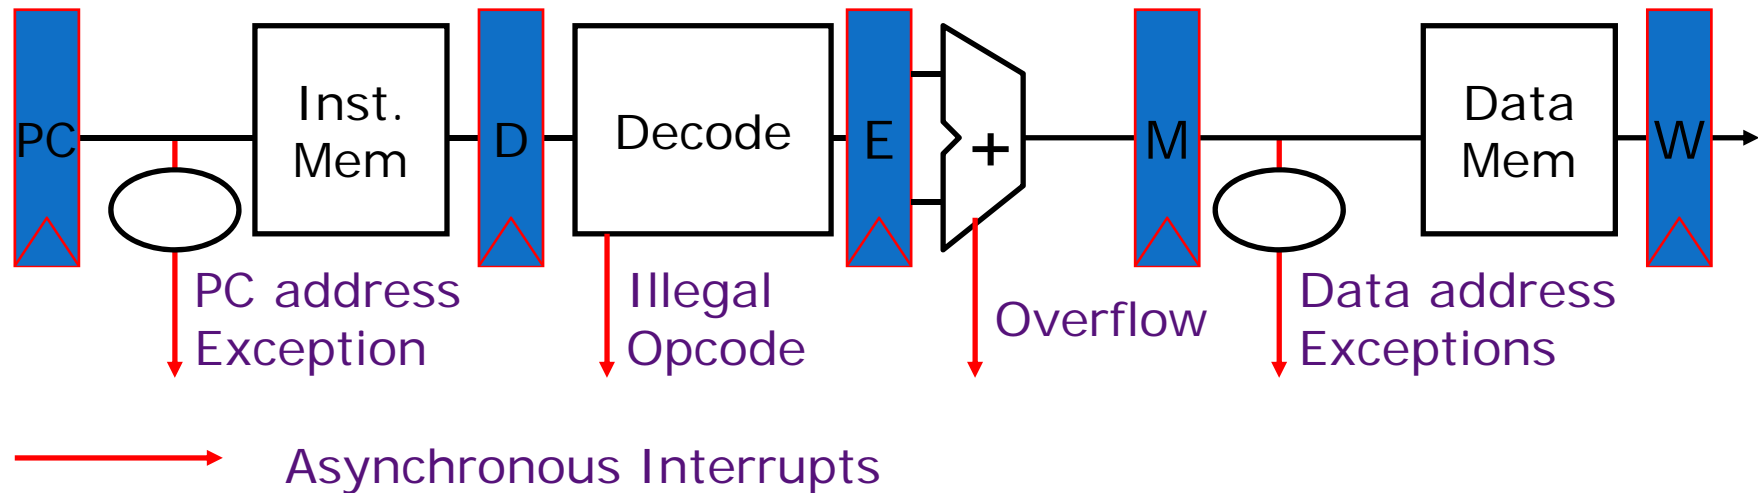 PC
Inst.
Mem
D
Decode
E
+
M
Data
Mem
W
PC address
Exception
Illegal
Opcode
Overflow
Data address
Exceptions
Asynchronous Interrupts